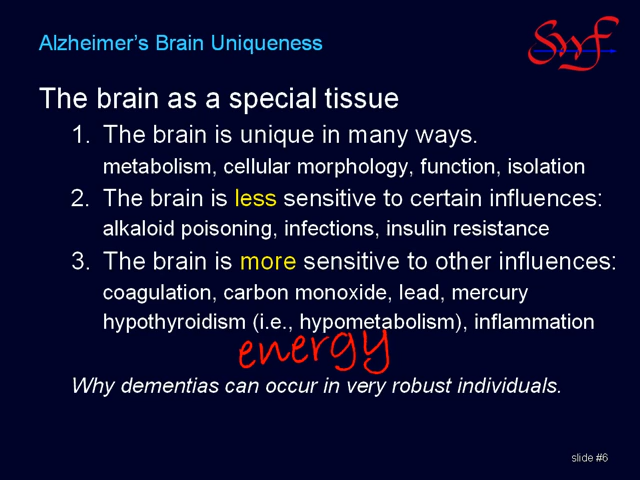 Alzheimer's Brain Uniqueness
Swf
The brain as a special tissue
1. The brain is unique in many ways.
metabolism, cellular morphology, function, isolation
2. The brain is less sensitive to certain influences:
alkaloid poisoning, infections, insulin resistance
3. The brain is more sensitive to other influences:
coagulation, carbon monoxide, lead, mercury
hypothyroidism (i.e., hypometabolism), inflammation
energy
Why dementias can occur in very robust individuals.
slide #6